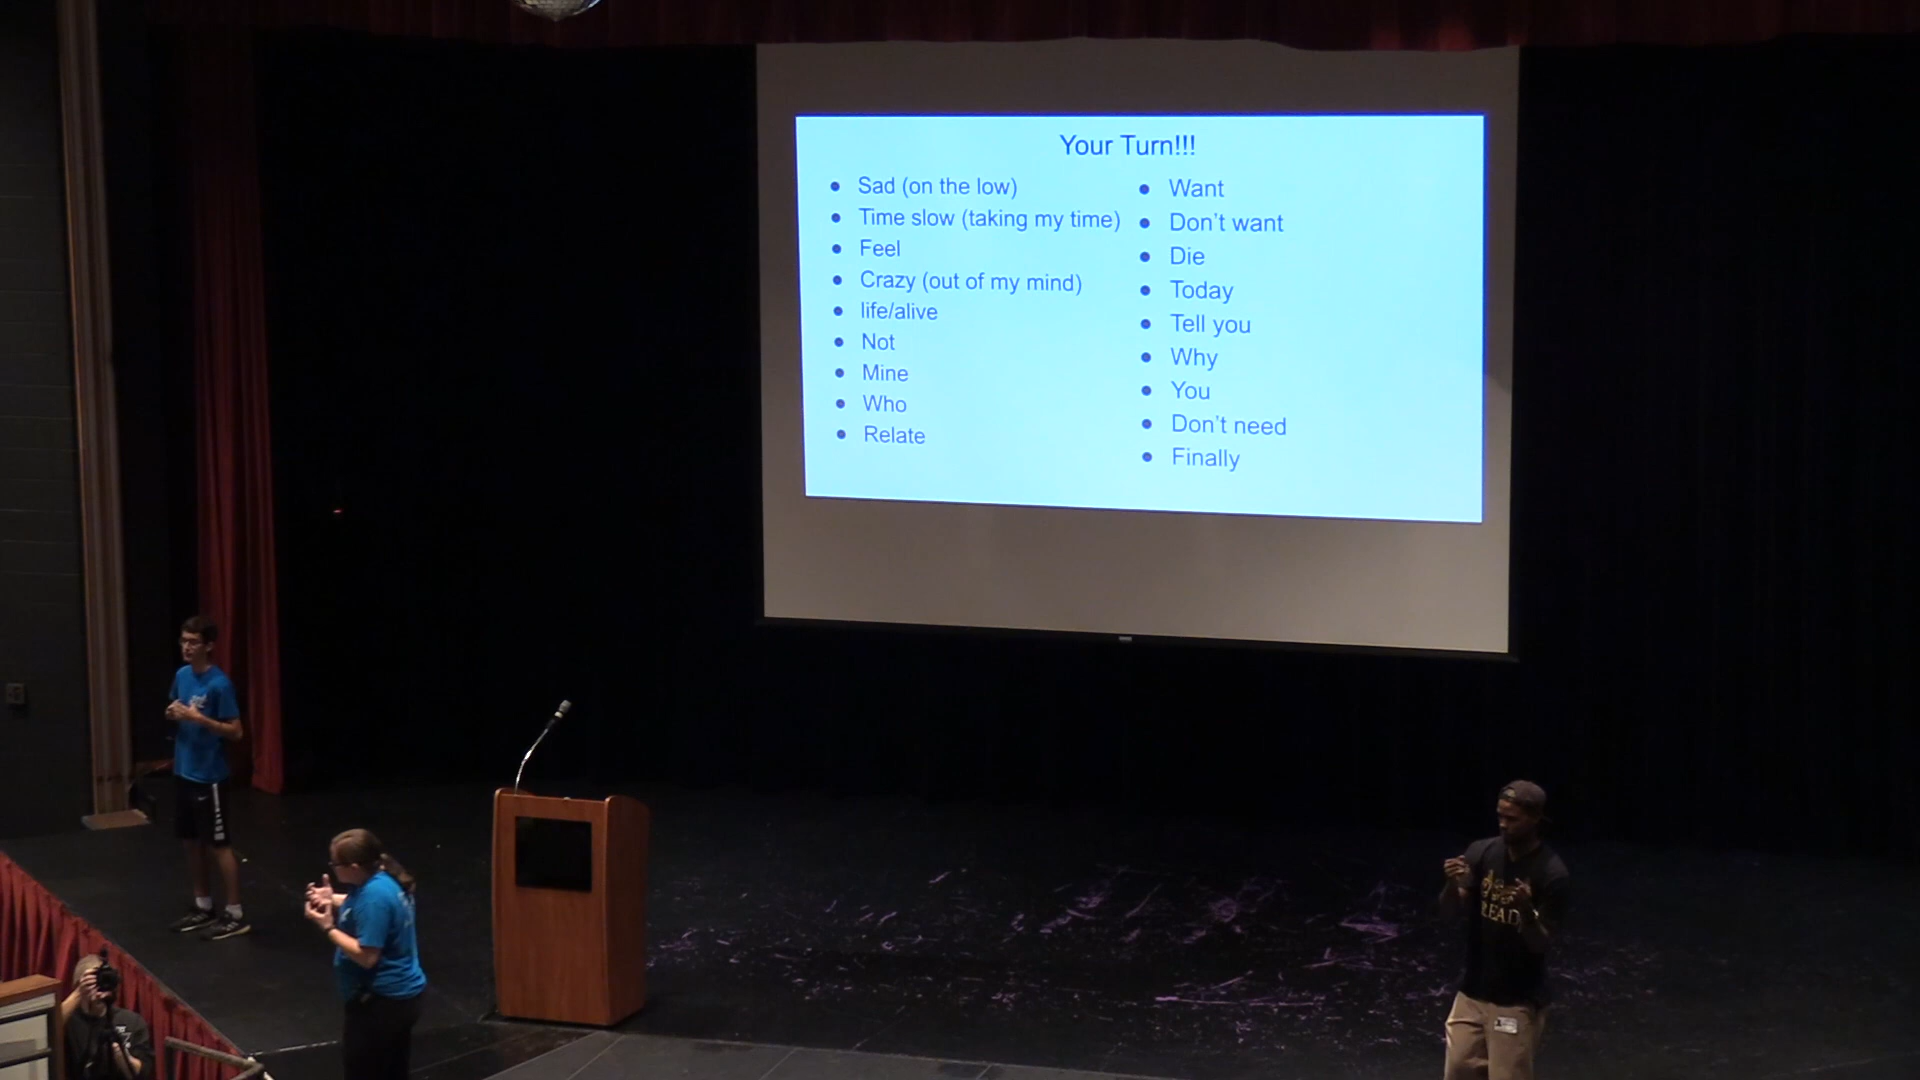 Your Turn!!!
Sad (on the low)
Time slow (taking my time)
Feel
Crazy (out of my mind)
life/alive
Not
Mine
Who
Relate
Want
Don't want
Die
Today
Tell you
Why
You
Don't need
Finally